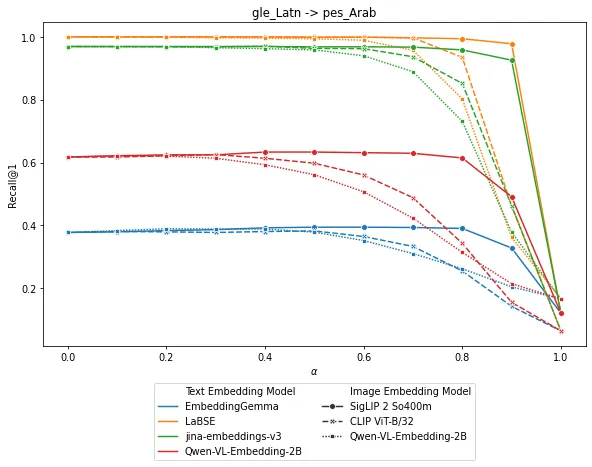 gle_Latn -> pes_Arab
1.0
0.8
0.6
0.4
0.2
Recall@1
0.0 0.2 0.4 0.6 0.8 1.0
α
Text Embedding Model
EmbeddingGemma
LaBSE
jina-embeddings-v3
Qwen-VL-Embedding-2B
Image Embedding Model
SigLIP 2 So400m
CLIP ViT-B/32
Qwen-VL-Embedding-2B